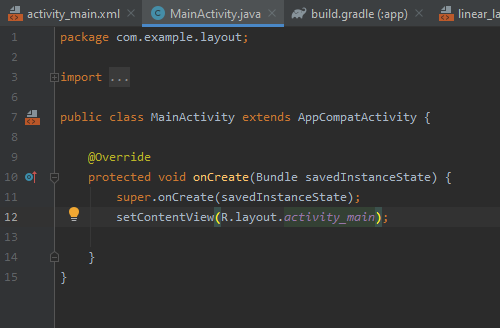 activity_main.xml × MainActivity.java × build.gradle (:app) × linear_la
1 package com.example.layout;
2
3 import ...
6
7 public class MainActivity extends AppCompatActivity {
8
9 @Override
10 protected void onCreate(Bundle savedInstanceState) {
11 super.onCreate(savedInstanceState);
12 setContentView(R.layout.activity_main);
13
14 }
15 }